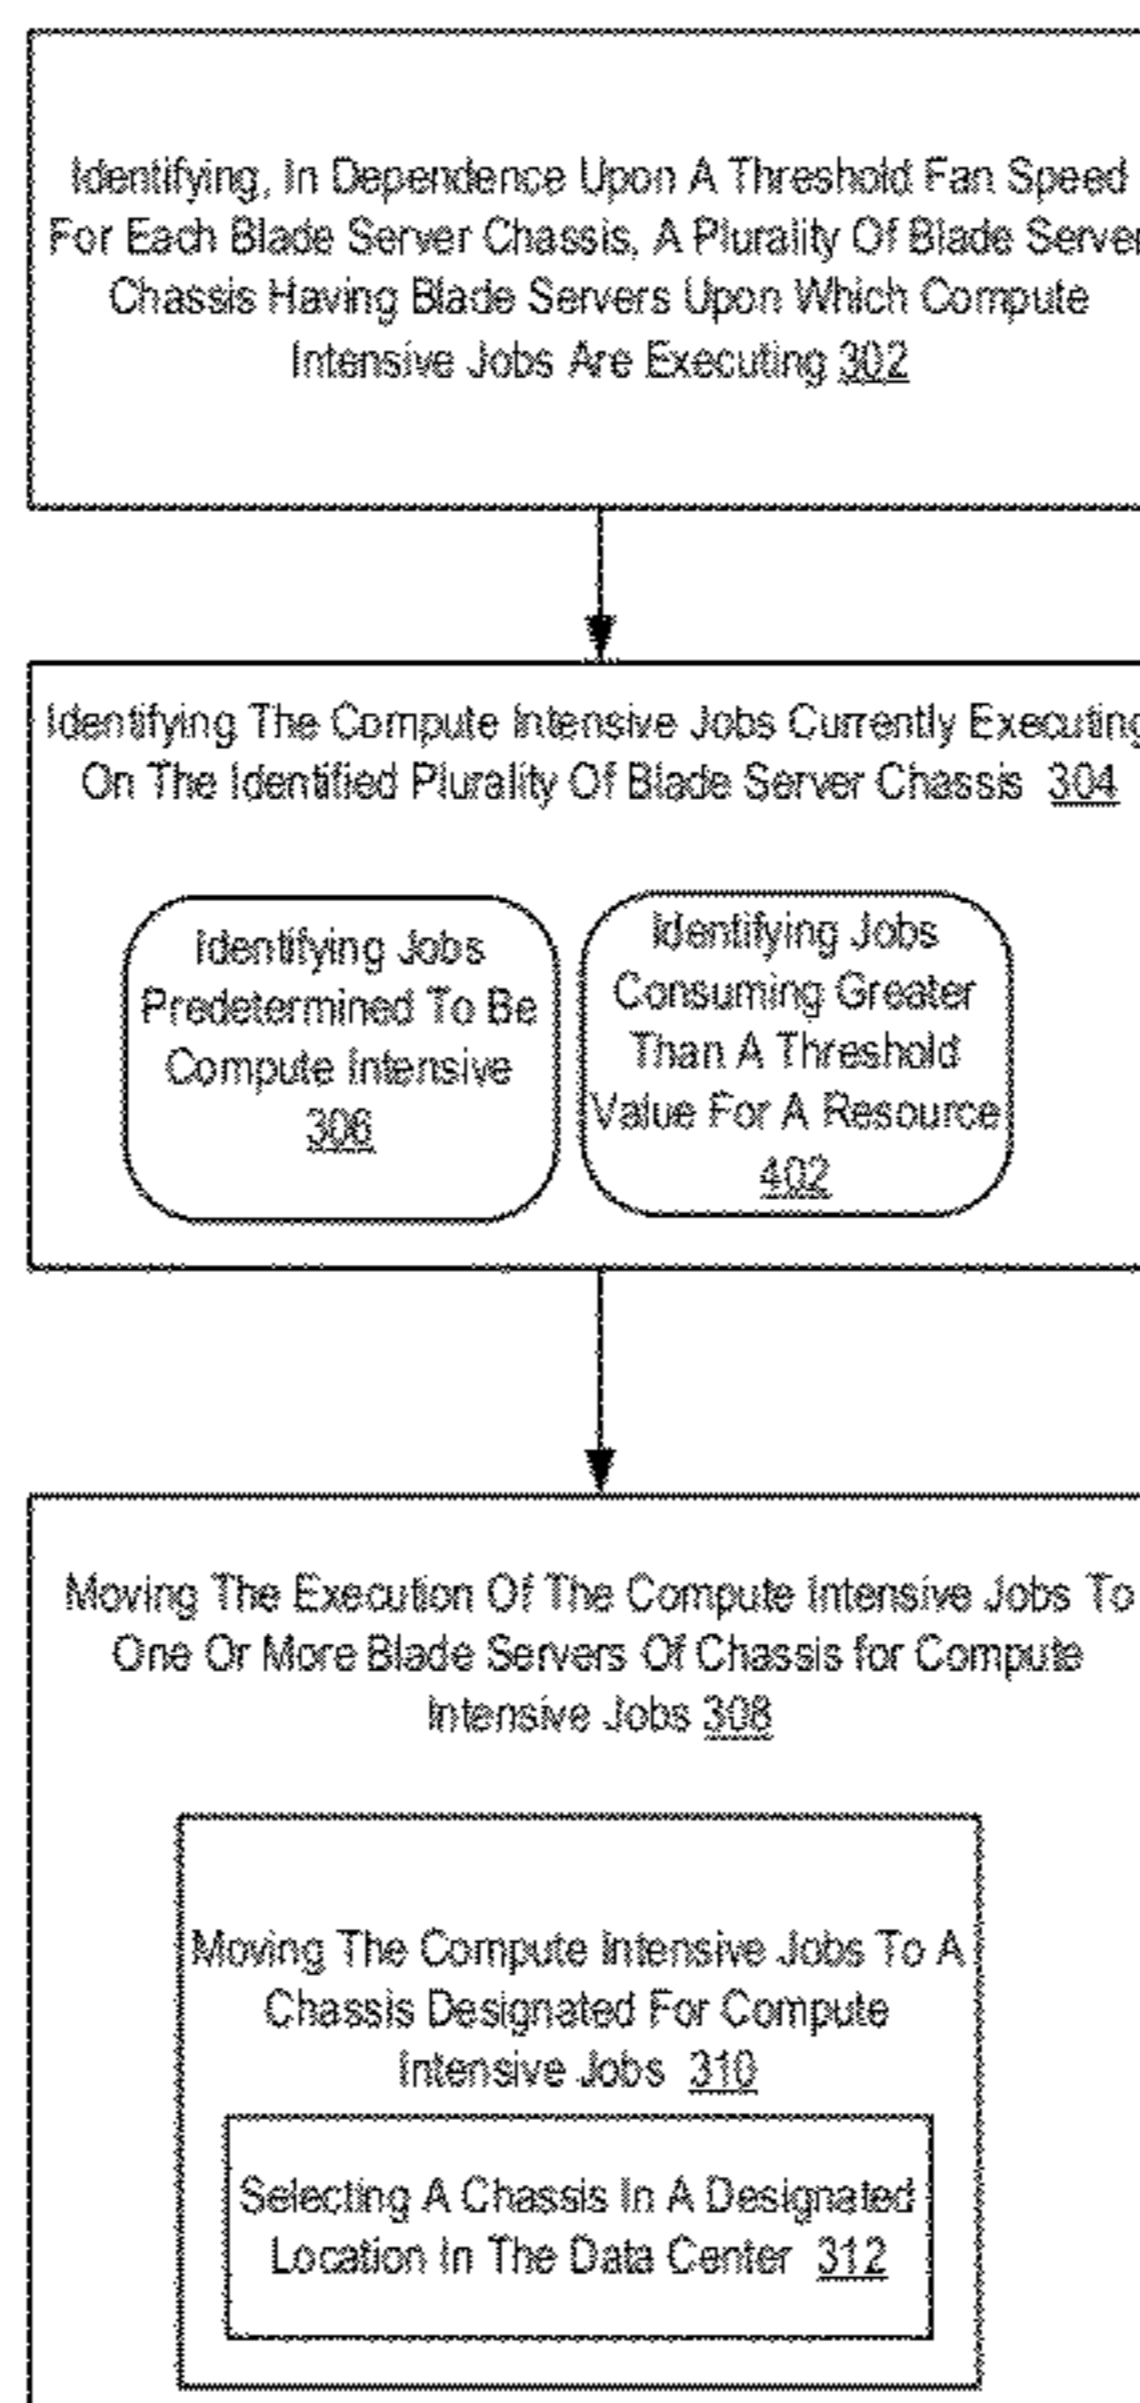 Identifying, In Dependence Upon A Threshold Fan Speed
For Each Blade Server Chassis, A Plurality Of Blade Server
Chassis Having Blade Servers Upon Which Compute
Intensive Jobs Are Executing 302
Identifying The Compute Intensive Jobs Currently Executing
On The Identified Plurality Of Blade Server Chassis 304
Identifying Jobs
Predetermined To Be
Compute Intensive
306
Identifying Jobs
Consuming Greater
Than A Threshold
Value For A Resource
402
Moving The Execution Of The Compute Intensive Jobs To
One Or More Blade Servers Of Chassis for Compute
Intensive Jobs 308
Moving The Compute Intensive Jobs To A
Chassis Designated For Compute
Intensive Jobs 310
Selecting A Chassis In A Designated
Location In The Data Center 312